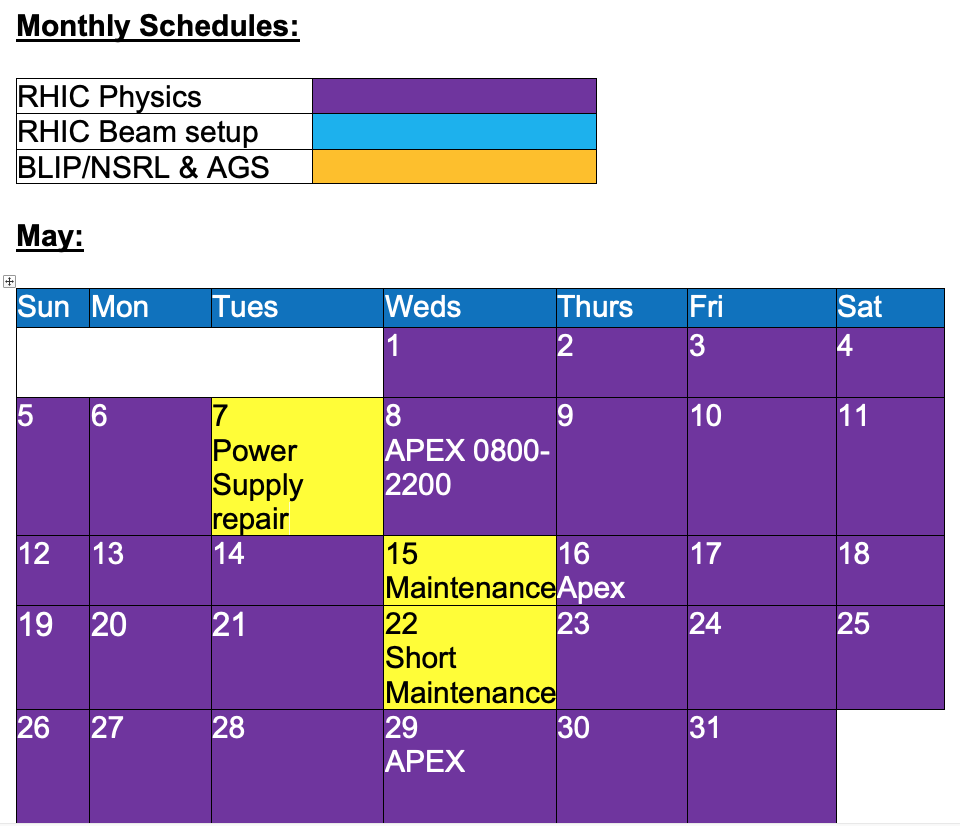 Monthly Schedules:
RHIC Physics
RHIC Beam setup
BLIP/NSRL & AGS
May:
Sun Mon Tues Weds Thurs Fri Sat
1 2 3 4
5 6 7 8 9 10 11
Power APEX 0800-
Supply 2200
repair
12 13 14 15 16 17 18
Maintenance Apex
19 20 21 22 23 24 25
Short
Maintenance
26 27 28 29 30 31
APEX